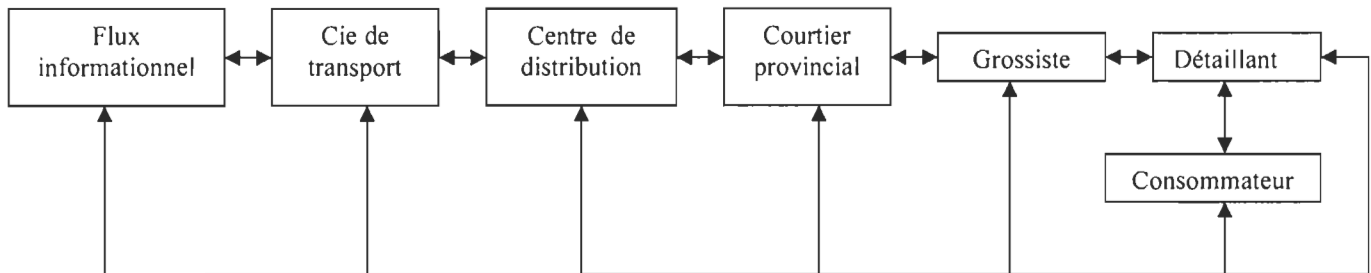 Flux
informationnel
Cie de
transport
Centre de
distribution
Courtier
provincial
Grossiste
Détaillant
Consommateur